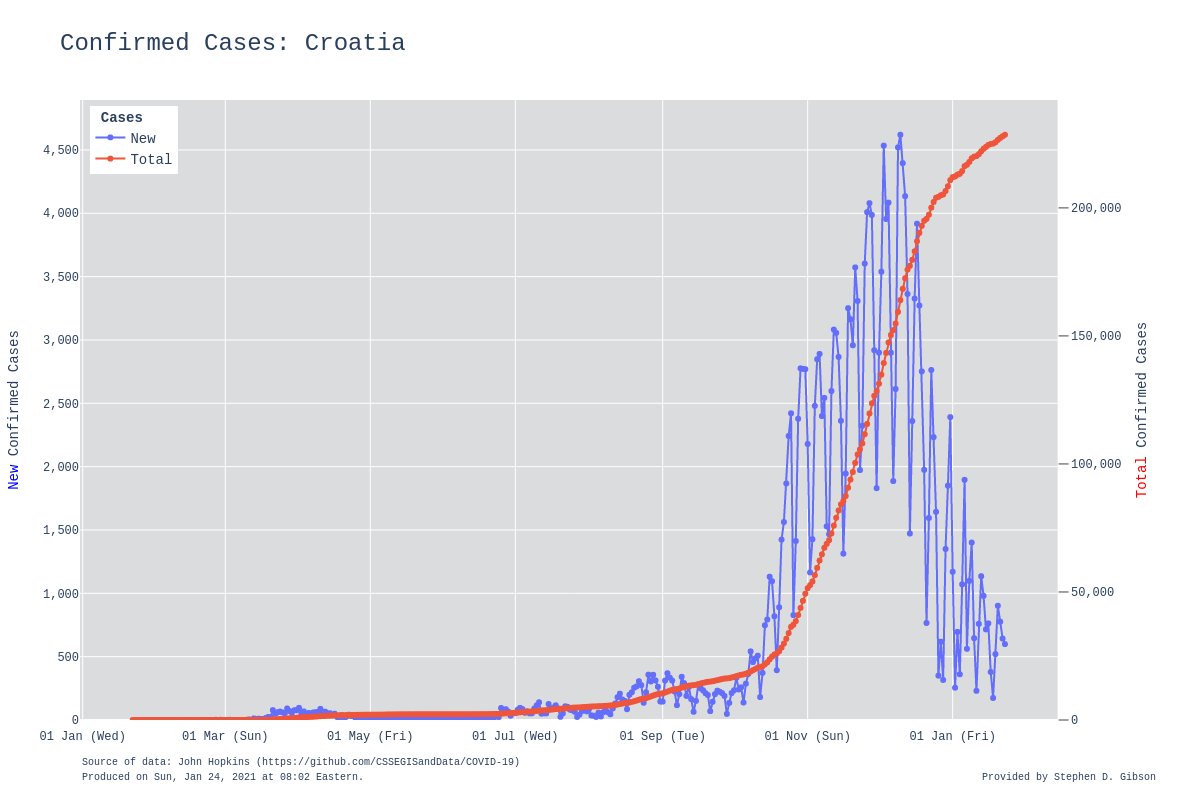 Confirmed Cases: Croatia
Cases
New
Total
4,500
4,000
3,500
3,000
2,500
2,000
1,500
1,000
500
0
New Confirmed Cases
200,000
150,000
100,000
50,000
0
Total Confirmed Cases
01 Jan (Wed) 01 Mar (Sun) 01 May (Fri) 01 Jul (Wed) 01 Sep (Tue) 01 Nov (Sun) 01 Jan (Fri)
Source of data: John Hopkins (https://github.com/CSSEGISandData/COVID-19)
Produced on Sun, Jan 24, 2021 at 08:02 Eastern.
Provided by Stephen D. Gibson